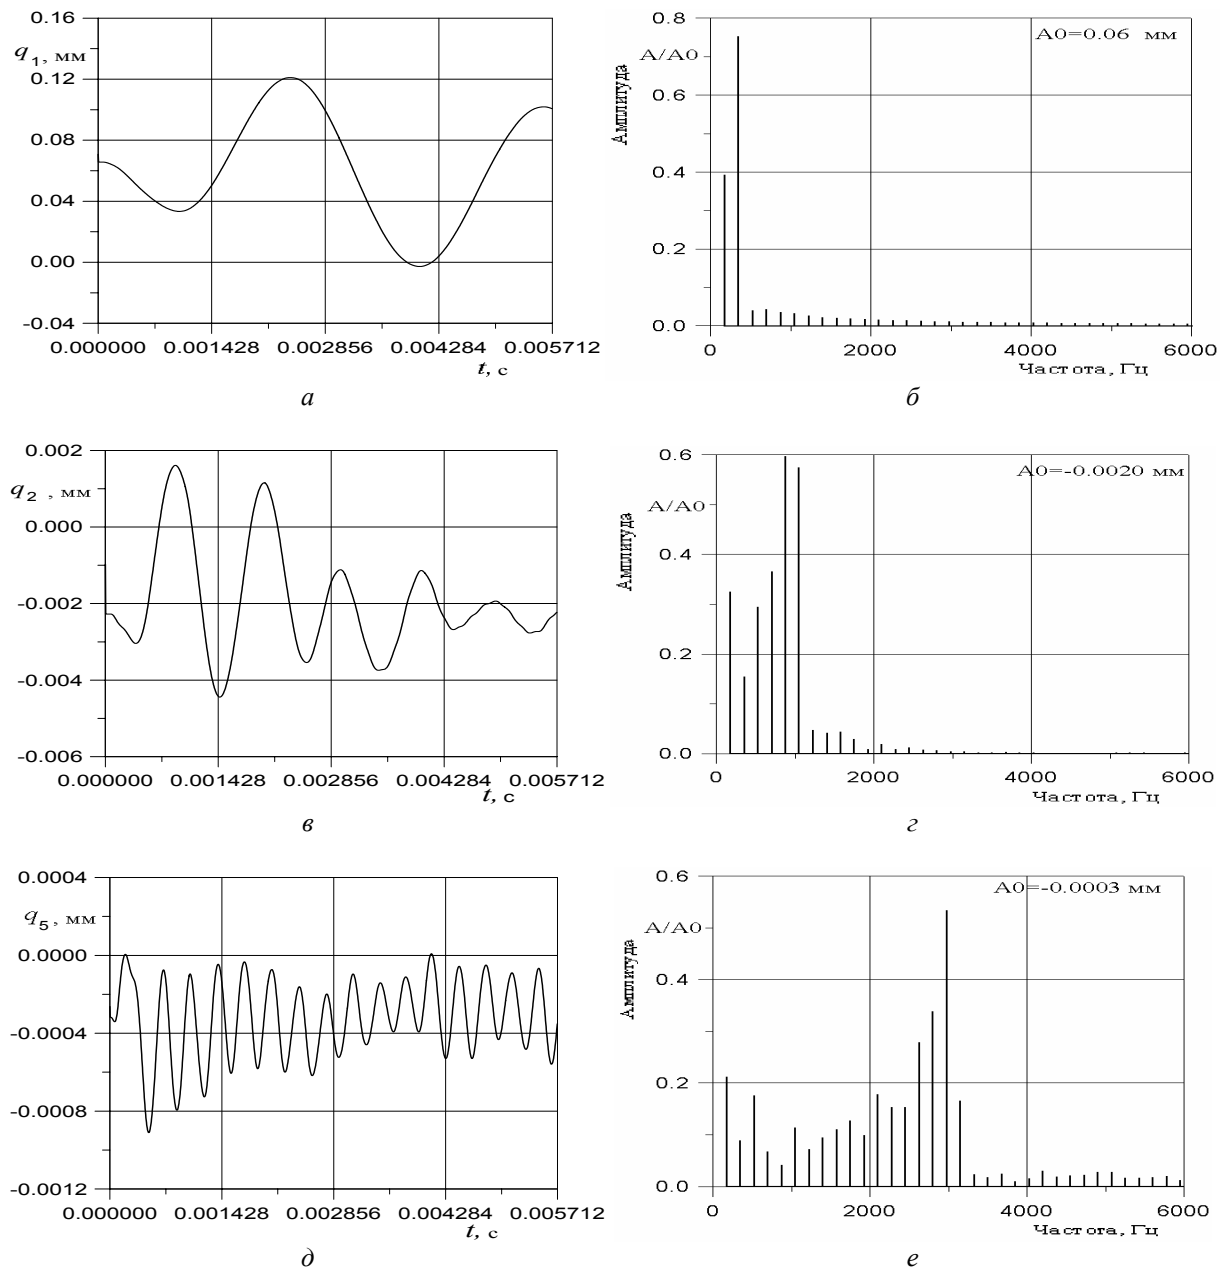 0.16
q1, мм
0.12
0.08
0.04
0.00
-0.04
0.000000 0.001428 0.002856 0.004284 0.005712
t, с
а
0.8
A/A0
0.6
0.4
0.2
0.0
Амплитуда
A0=0.06 мм
0 2000 4000 6000
Частота, Гц
б
0.002
q2 , мм
0.000
-0.002
-0.004
-0.006
0.000000 0.001428 0.002856 0.004284 0.005712
t, с
в
0.6
A/A0
0.4
0.2
0.0
Амплитуда
A0=-0.0020 мм
0 2000 4000 6000
Частота, Гц
г
0.0004
q5, мм
0.0000
-0.0004
-0.0008
-0.0012
0.000000 0.001428 0.002856 0.004284 0.005712
t, с
д
0.6
A/A0
0.4
0.2
0.0
Амплитуда
A0=-0.0003 мм
0 2000 4000 6000
Частота, Гц
е